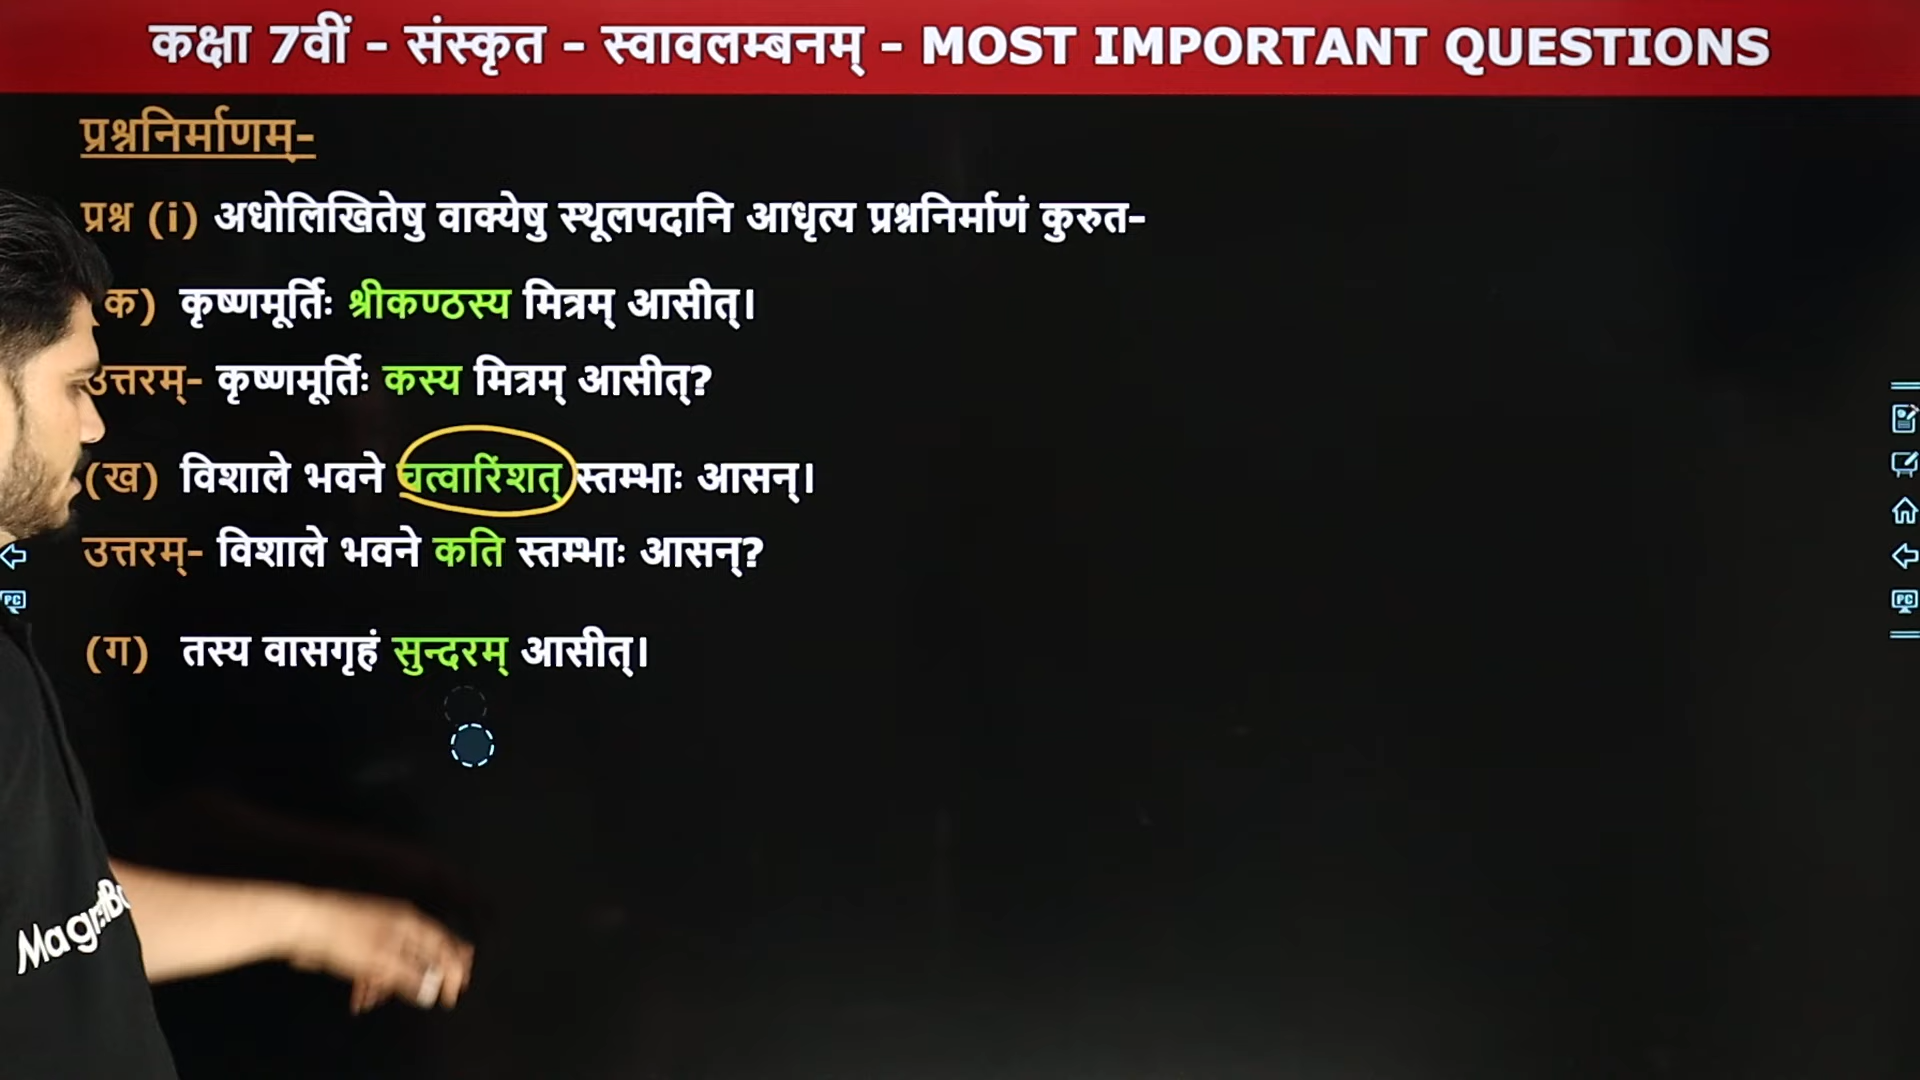 कक्षा 7वीं - संस्कृत - स्वावलम्बनम् - MOST IMPORTANT QUESTIONS
प्रश्ननिर्माणम्-
प्रश्न (i) अधोलिखितेषु वाक्येषु स्थूलपदानि आधृत्य प्रश्ननिर्माणं कुरुत-
क) कृष्णमूर्तिः श्रीकण्ठस्य मित्रम् आसीत्।
उत्तरम्- कृष्णमूर्तिः कस्य मित्रम् आसीत्?
(ख) विशाले भवने चत्वारिंशत् स्तम्भाः आसन्।
उत्तरम्- विशाले भवने कति स्तम्भाः आसन्?
(ग) तस्य वासगृहं सुन्दरम् आसीत्।
PC
PC